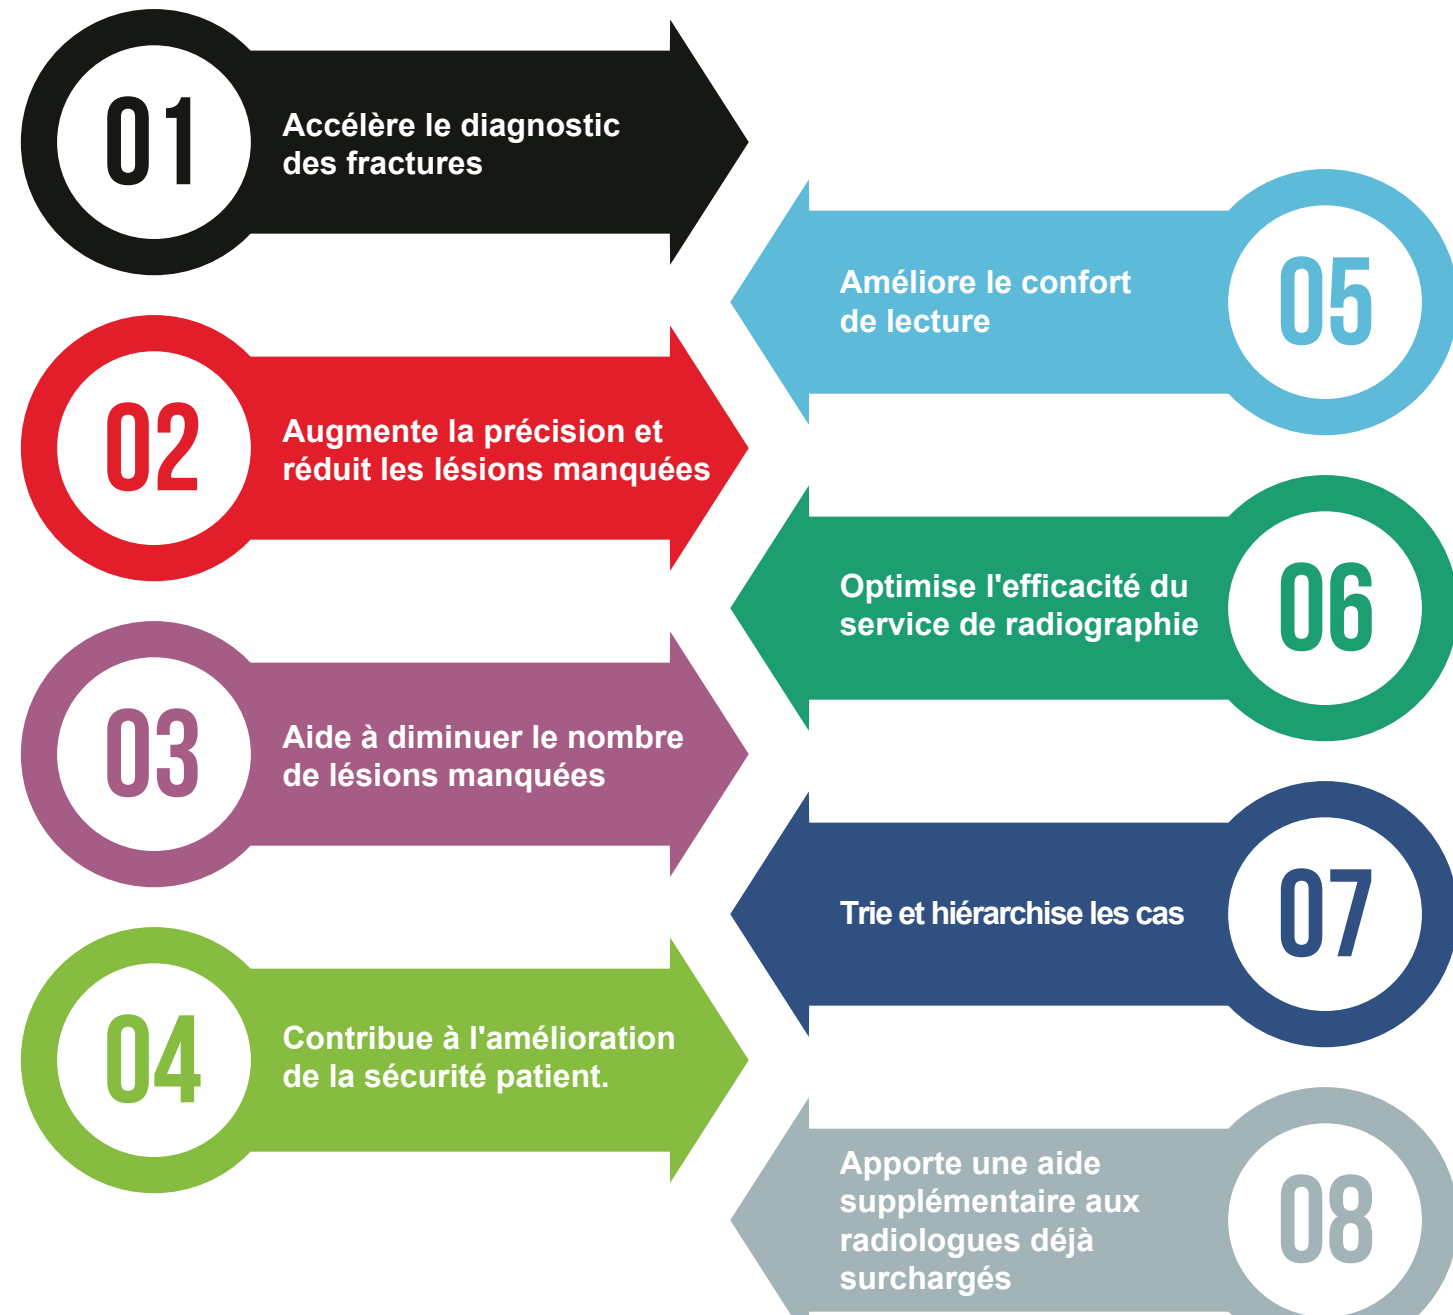 01
Accélère le diagnostic
des fractures
02
Augmente la précision et
réduit les lésions manquées
03
Aide à diminuer le nombre
de lésions manquées
04
Contribue à l'amélioration
de la sécurité patient.
05
Améliore le confort
de lecture
06
Optimise l'efficacité du
service de radiographie
07
Trie et hiérarchise les cas
08
Apporte une aide
supplémentaire aux
radiologues déjà
surchargés